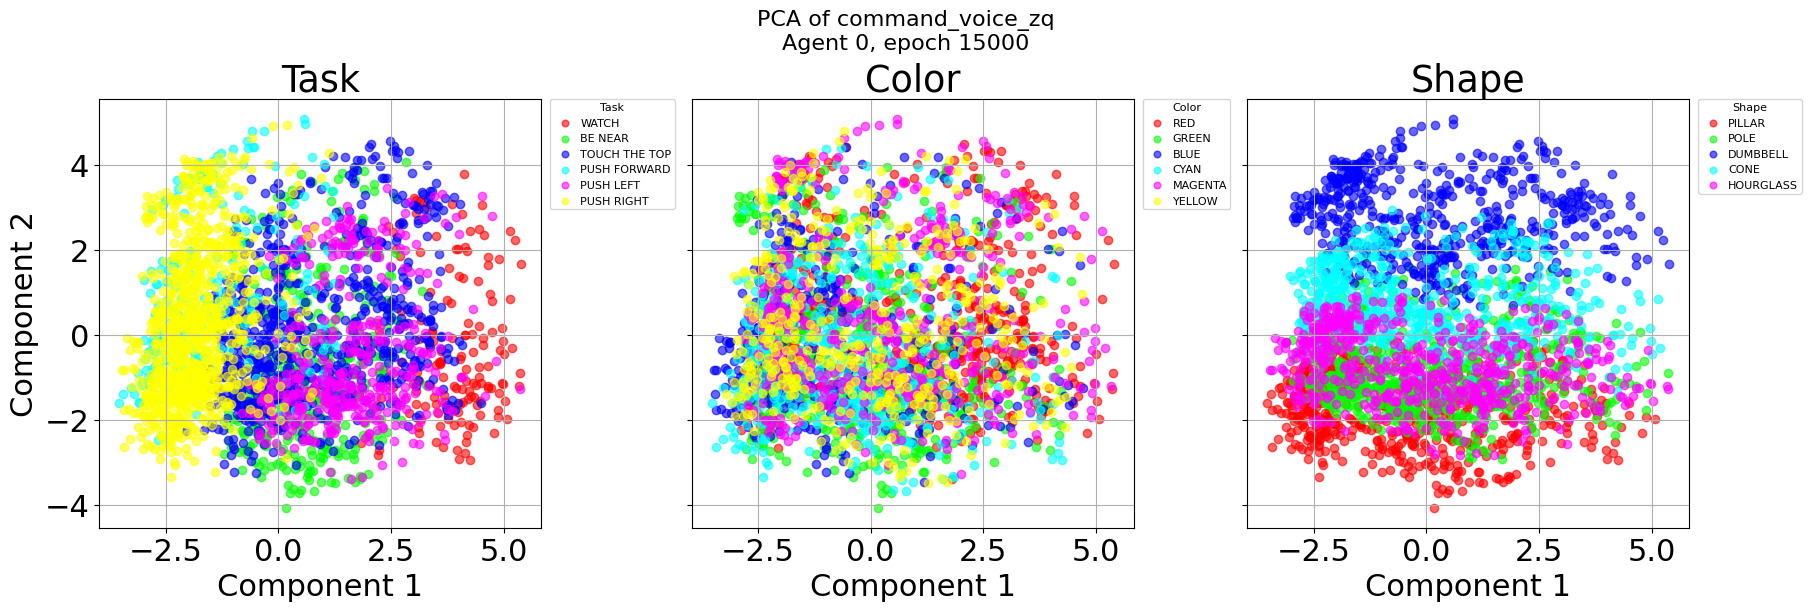 PCA of command_voice_zq
Agent 0, epoch 15000
Task
Component 2
4
2
0
−2
−4
−2.5 0.0 2.5 5.0
Component 1
Task
WATCH
BE NEAR
TOUCH THE TOP
PUSH FORWARD
PUSH LEFT
PUSH RIGHT
Color
−2.5 0.0 2.5 5.0
Component 1
Color
RED
GREEN
BLUE
CYAN
MAGENTA
YELLOW
Shape
−2.5 0.0 2.5 5.0
Component 1
Shape
PILLAR
POLE
DUMBBELL
CONE
HOURGLASS